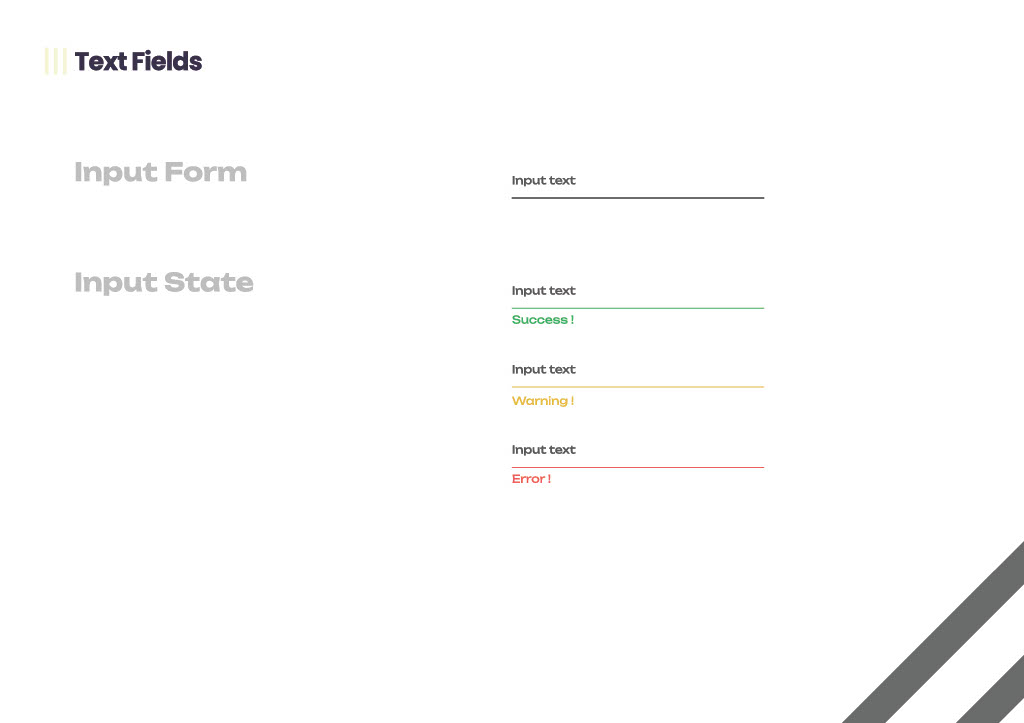 Text Fields
Input Form
Input text
Input State
Input text
Success !
Input text
Warning !
Input text
Error !